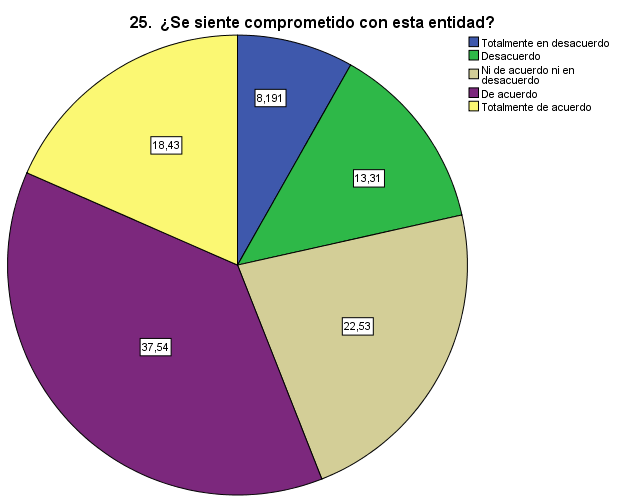 25. ¿Se siente comprometido con esta entidad?
Totalmente en desacuerdo
Desacuerdo
Ni de acuerdo ni en
desacuerdo
De acuerdo
Totalmente de acuerdo
8,191
18,43
13,31
22,53
37,54